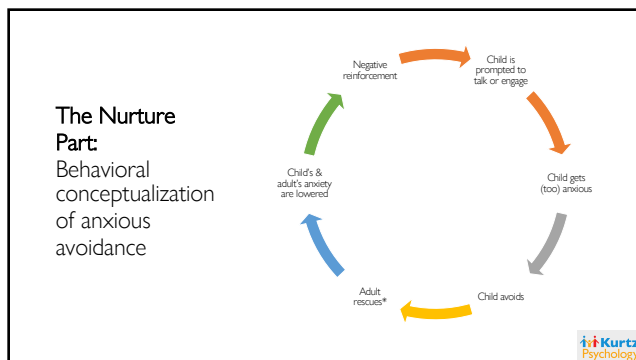 The Nurture
Part:
Behavioral
conceptualization
of anxious
avoidance
Negative
reinforcement
Child is
prompted to
talk or engage
Child gets
(too) anxious
Child avoids
Adult
rescues*
Child's &
adult's anxiety
are lowered
Kurtz
Psychology